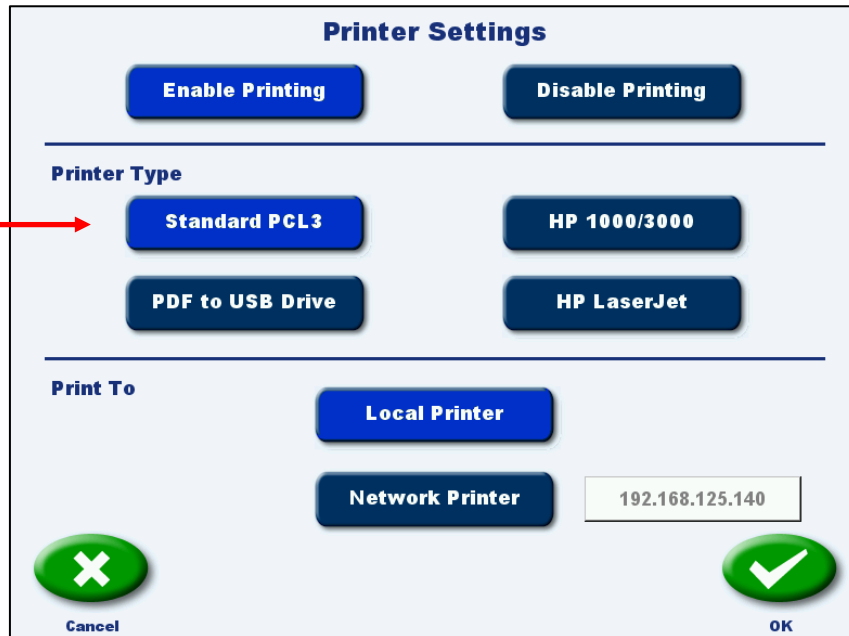 Printer Settings
Enable Printing
Disable Printing
Printer Type
Standard PCL3
HP 1000/3000
PDF to USB Drive
HP LaserJet
Print To
Local Printer
Network Printer
192.168.125.140
Cancel
OK